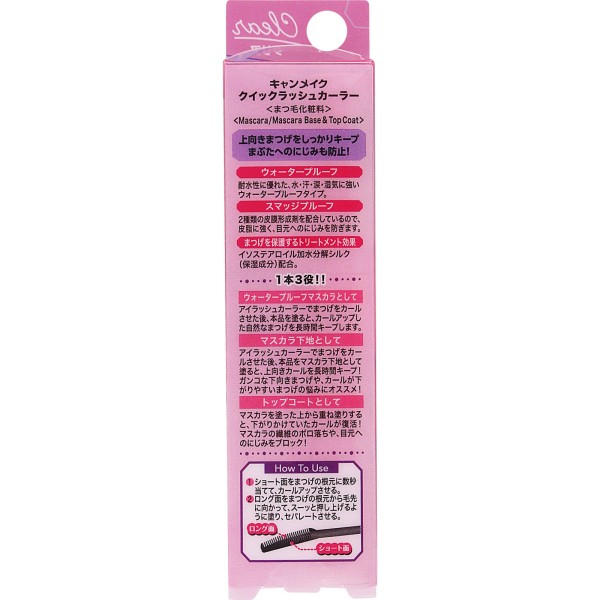 Clear
キャンメイク
クイックラッシュカーラー
<まつ毛化粧料>
<Mascara/Mascara Base & Top Coat>
上向きまつげをしっかりキープ
まぶたへのにじみも防止!
ウォータープルーフ
耐水性に優れた、水・汗・涙・湿気に強い
ウォータープルーフタイプ。
スマッジプルーフ
2種類の皮膜形成剤を配合しているので、
皮脂に強く、目元へのにじみを防ぎます。
まつげを保護するトリートメント効果
イソステアロイル加水分解シルク
(保湿成分)配合。
1本3役!!
ウォータープルーフマスカラとして
アイラッシュカーラーでまつげをカール
させた後、本品を塗ると、カールアップし
た自然なまつげを長時間キープします。
マスカラ下地として
アイラッシュカーラーでまつげをカー
ルさせた後、本品をマスカラ下地として
塗ると、上向きカールを長時間キープ!
ガンコな下向きまつげや、カールが下
がりやすいまつげの悩みにオススメ!
トップコートとして
マスカラを塗った上から重ね塗りする
と、下がりかけていたカールが復活!
マスカラの繊維のボロ落ちや、目元へ
のにじみをブロック!
How To Use
①ショート面をまつげの根元に数秒
当てて、カールアップさせる。
②ロング面をまつげの根元から毛先
に向かって、スーッと押し上げるよ
うに塗り、セパレートさせる。
ロング面
ショート面